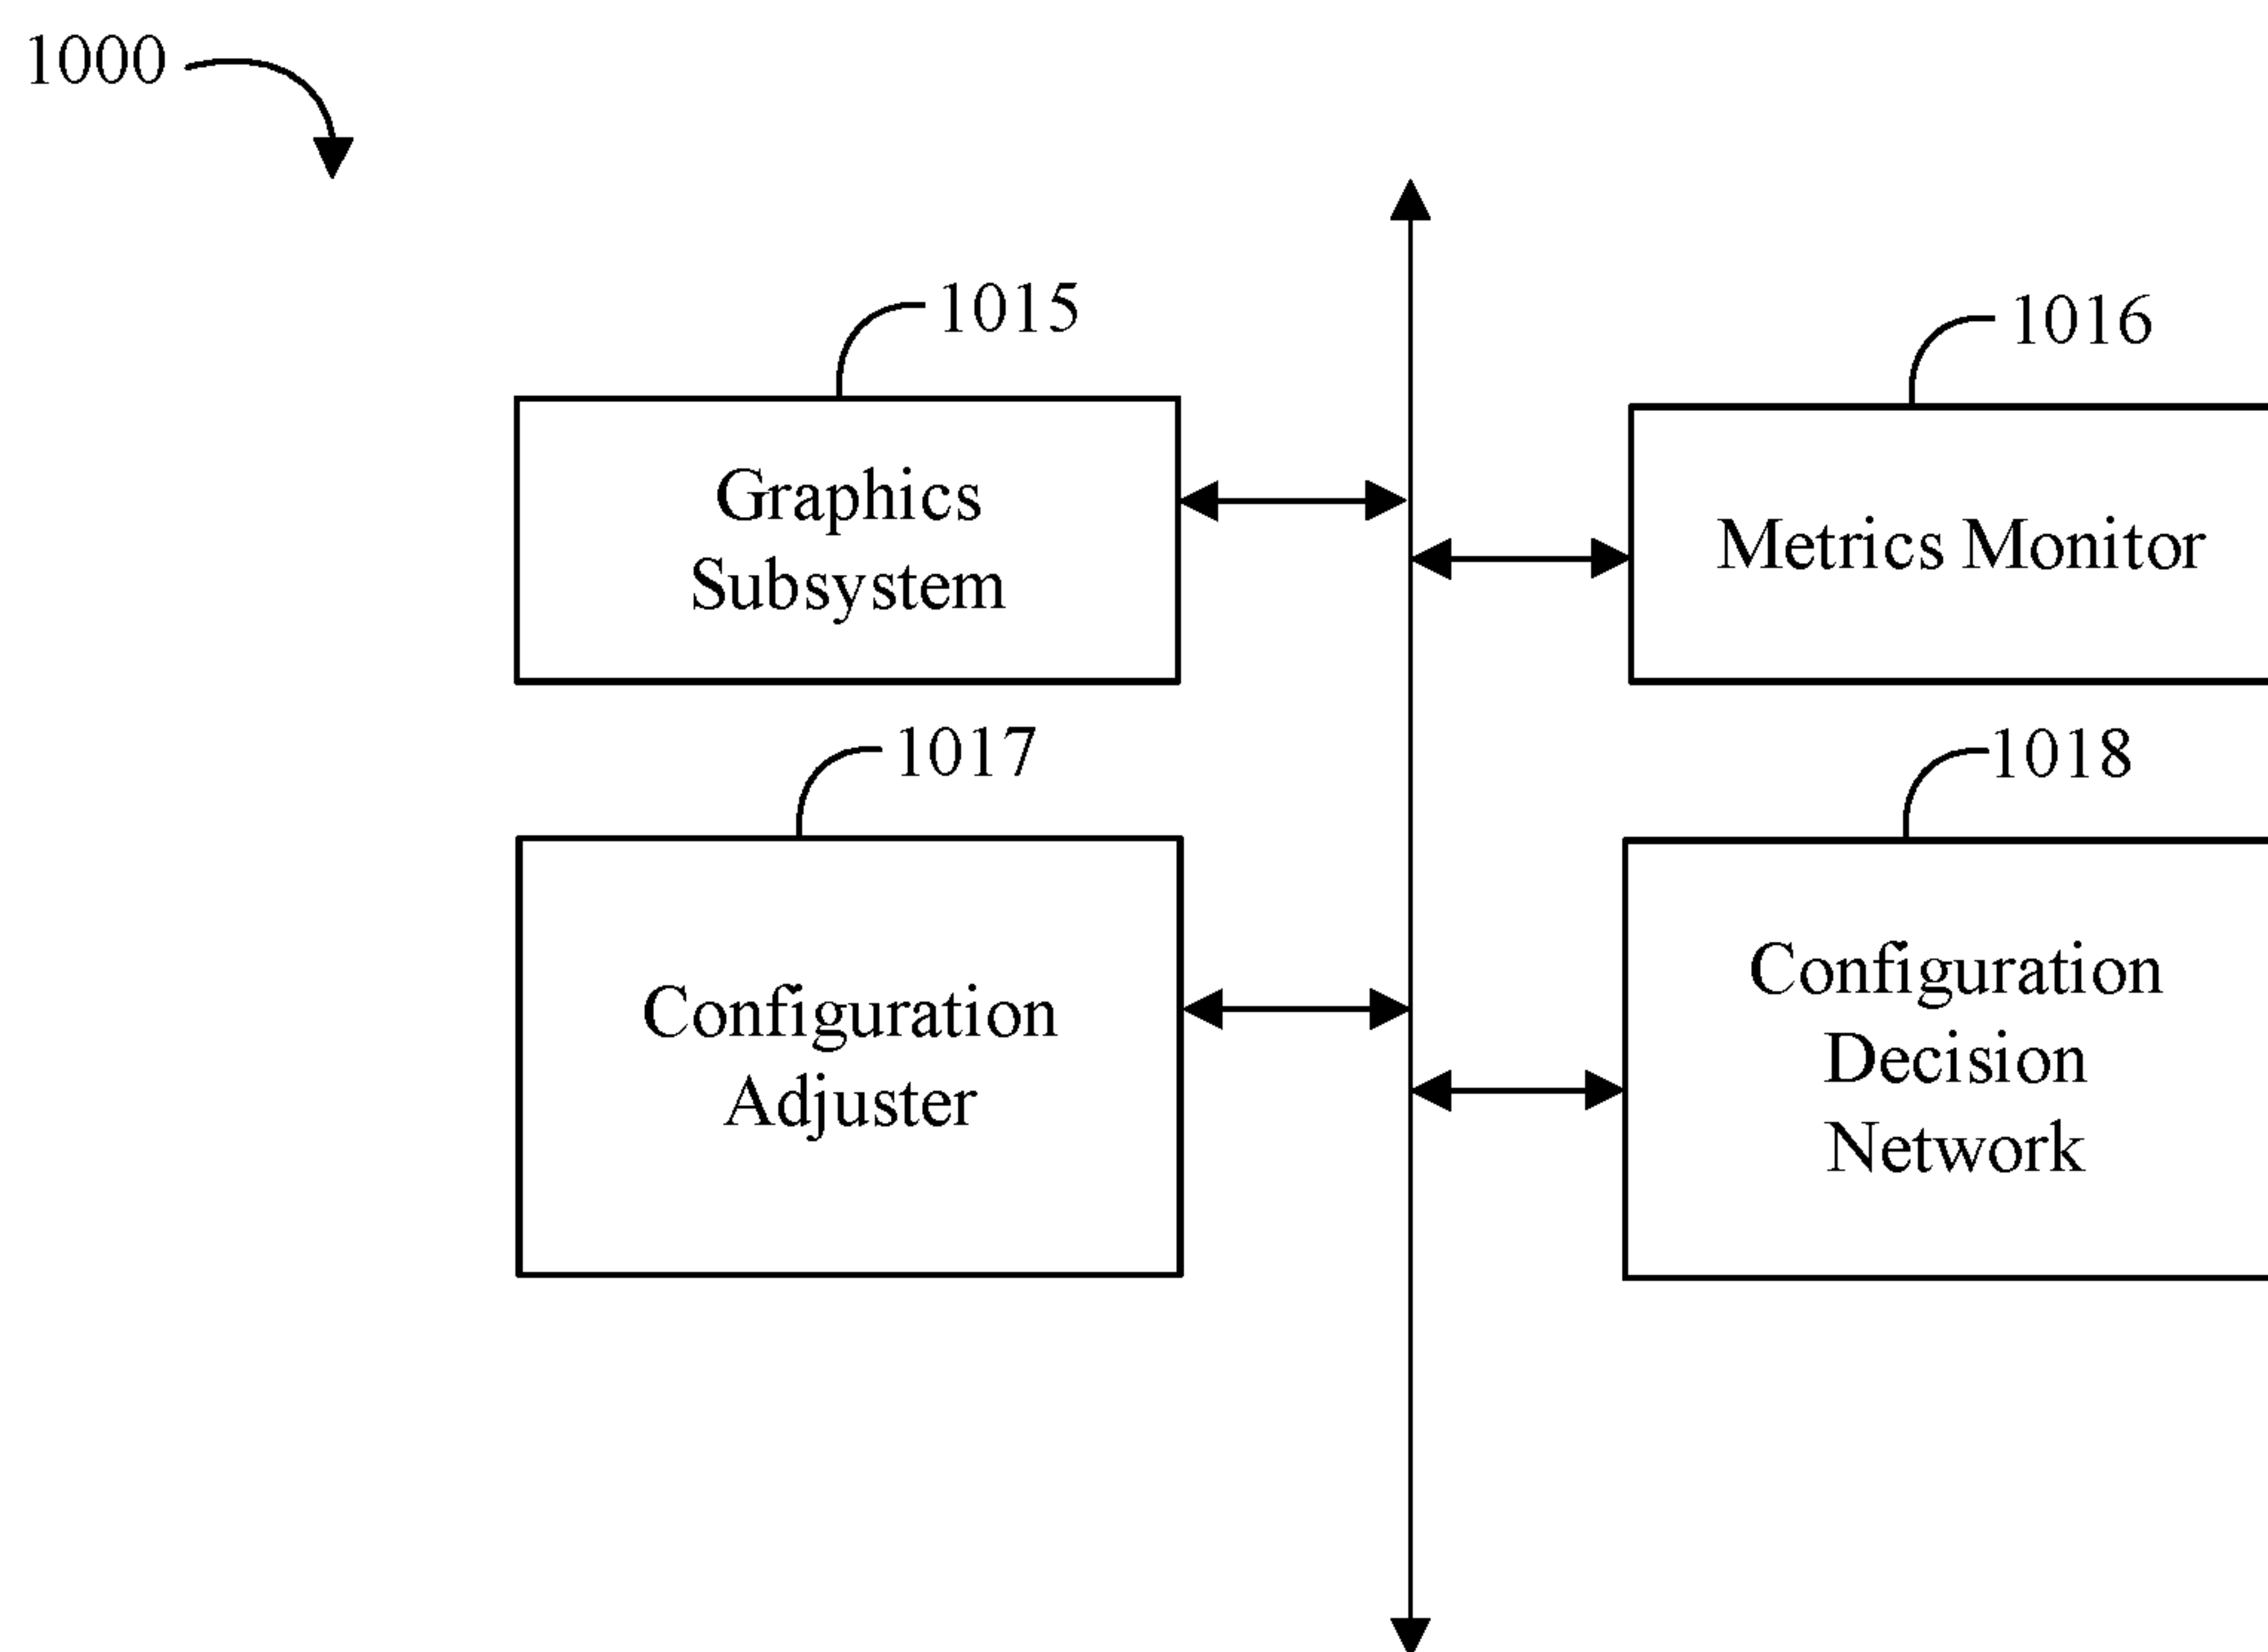 1000
1015
Graphics
Subsystem
1016
Metrics Monitor
1017
Configuration
Adjuster
1018
Configuration
Decision
Network